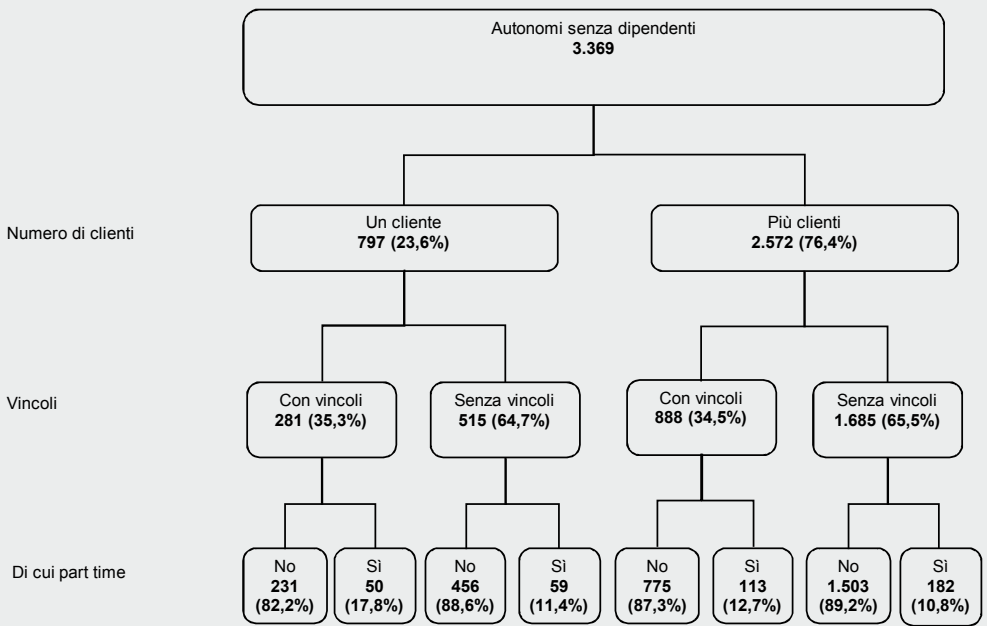 Autonomi senza dipendenti
3.369
Numero di clienti
Un cliente
797 (23,6%)
Più clienti
2.572 (76,4%)
Vincoli
Con vincoli
281 (35,3%)
Senza vincoli
515 (64,7%)
Con vincoli
888 (34,5%)
Senza vincoli
1.685 (65,5%)
Di cui part time
No
231
(82,2%)
Sì
50
(17,8%)
No
456
(88,6%)
Sì
59
(11,4%)
No
775
(87,3%)
Sì
113
(12,7%)
No
1.503
(89,2%)
Sì
182
(10,8%)